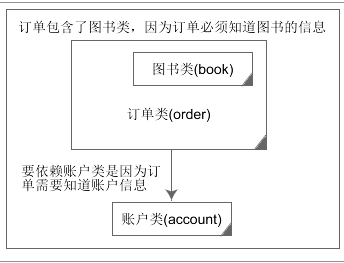 订单包含了图书类，因为订单必须知道图书的信息
图书类(book)
订单类(order)
要依赖账户类是因为订
单需要知道账户信息
账户类(account)